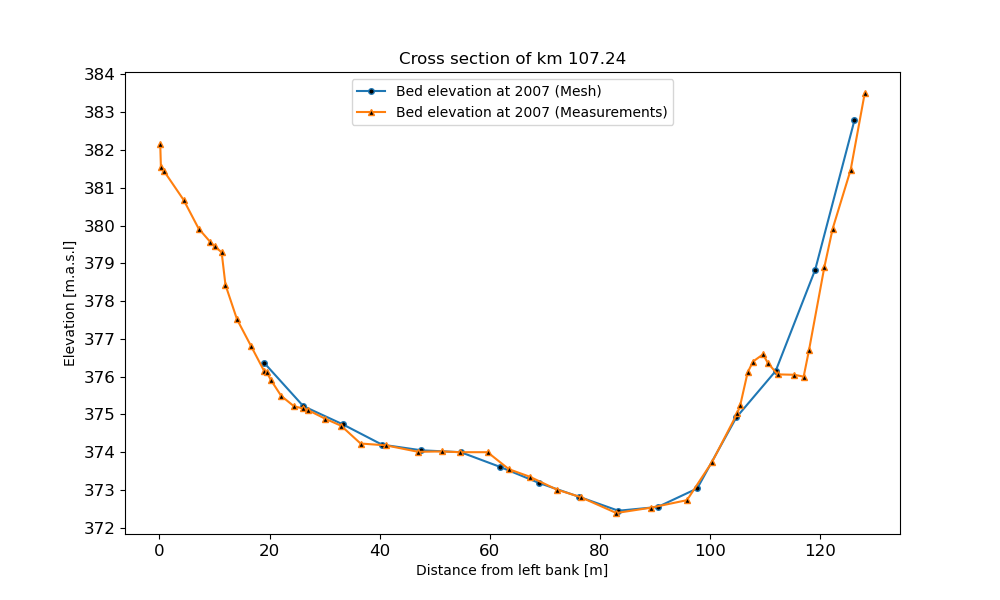 Cross section of km 107.24
Bed elevation at 2007 (Mesh)
Bed elevation at 2007 (Measurements)
384
383
382
381
380
379
378
377
376
375
374
373
372
Elevation [m.a.s.l]
0 20 40 60 80 100 120
Distance from left bank [m]